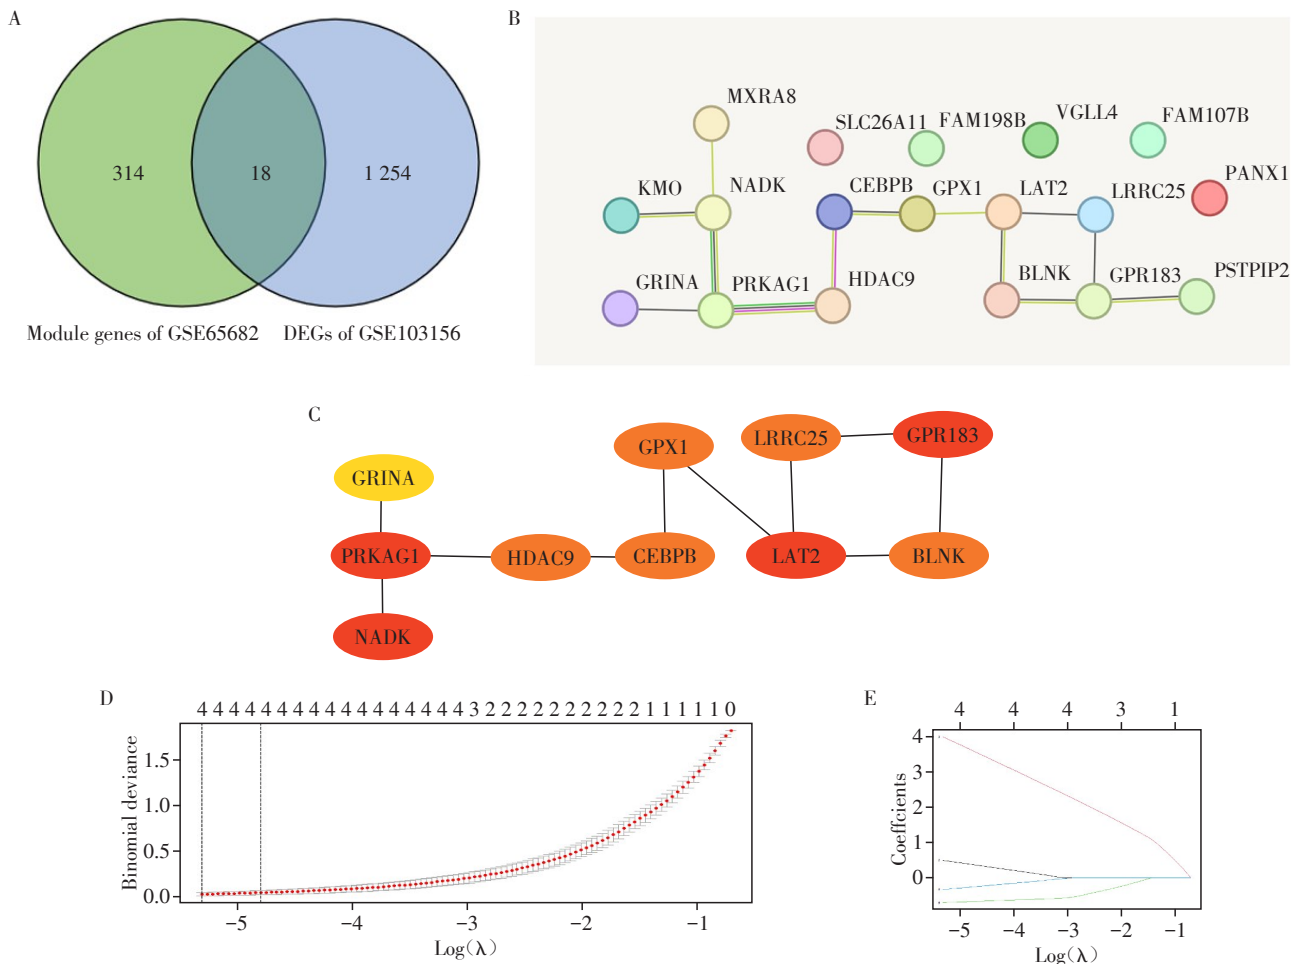 A
314
18
1 254
Module genes of GSE65682
DEGs of GSE103156
B
MXRA8
SLC26A11
FAM198B
VGLL4
FAM107B
PANX1
KMO
NADK
CEBPB
GPX1
LAT2
LRRC25
GRINA
PRKAG1
HDAC9
BLNK
GPR183
PSTPIP2
C
GPX1
LRRC25
GPR183
GRINA
PRKAG1
HDAC9
CEBPB
LAT2
BLNK
NADK
D
4 4 4 4 4 4 4 4 4 4 4 4 4 4 4 4 4 3 2 2 2 2 2 2 2 2 2 2 1 1 1 1 1 0
Binomial deviance
1.5
1.0
0.5
0.0
−5 −4 −3 −2 −1
Log(λ)
E
4 4 4 3 1
Coeffcients
4
3
2
1
0
−5 −4 −3 −2 −1
Log(λ)